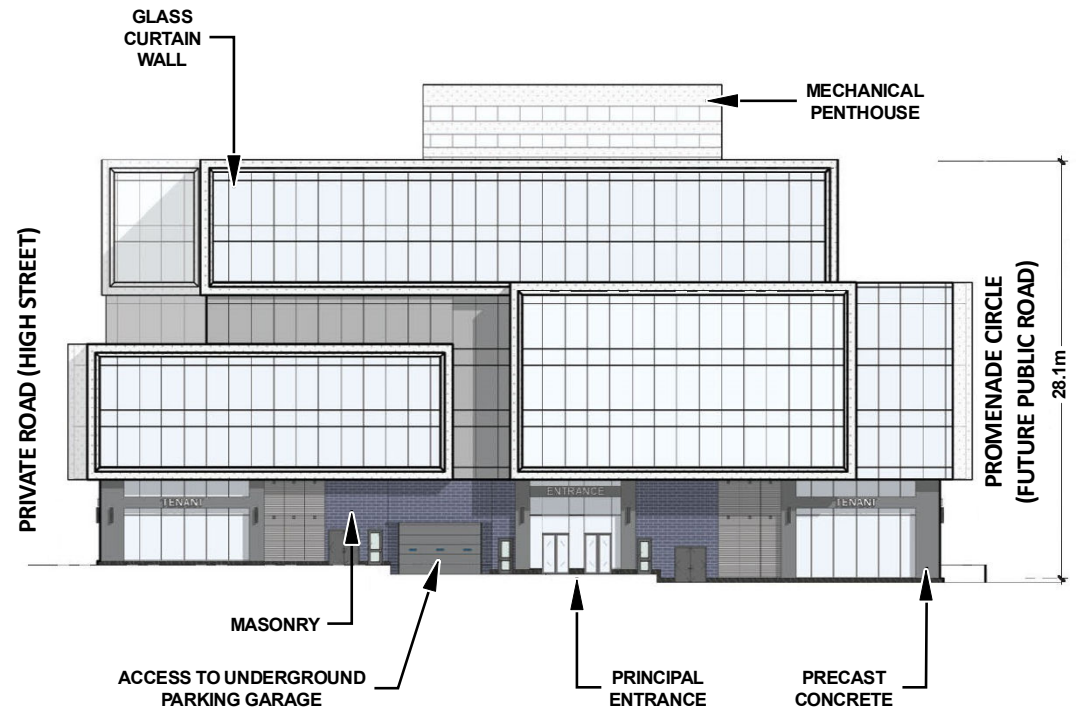 GLASS
CURTAIN
WALL
MECHANICAL
PENTHOUSE
PRIVATE ROAD (HIGH STREET)
PROMENADE CIRCLE
(FUTURE PUBLIC ROAD)
28.1m
TENANT
ENTRANCE
TENANT
MASONRY
ACCESS TO UNDERGROUND
PARKING GARAGE
PRINCIPAL
ENTRANCE
PRECAST
CONCRETE